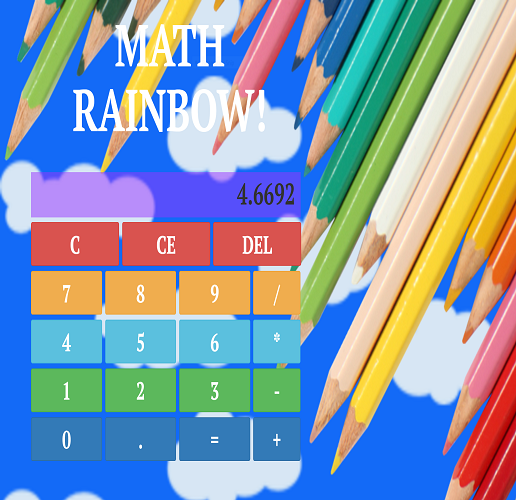 MATH
RAINBOW!
4.6692
C CE DEL
7 8 9 /
4 5 6 *
1 2 3 -
0 . = +